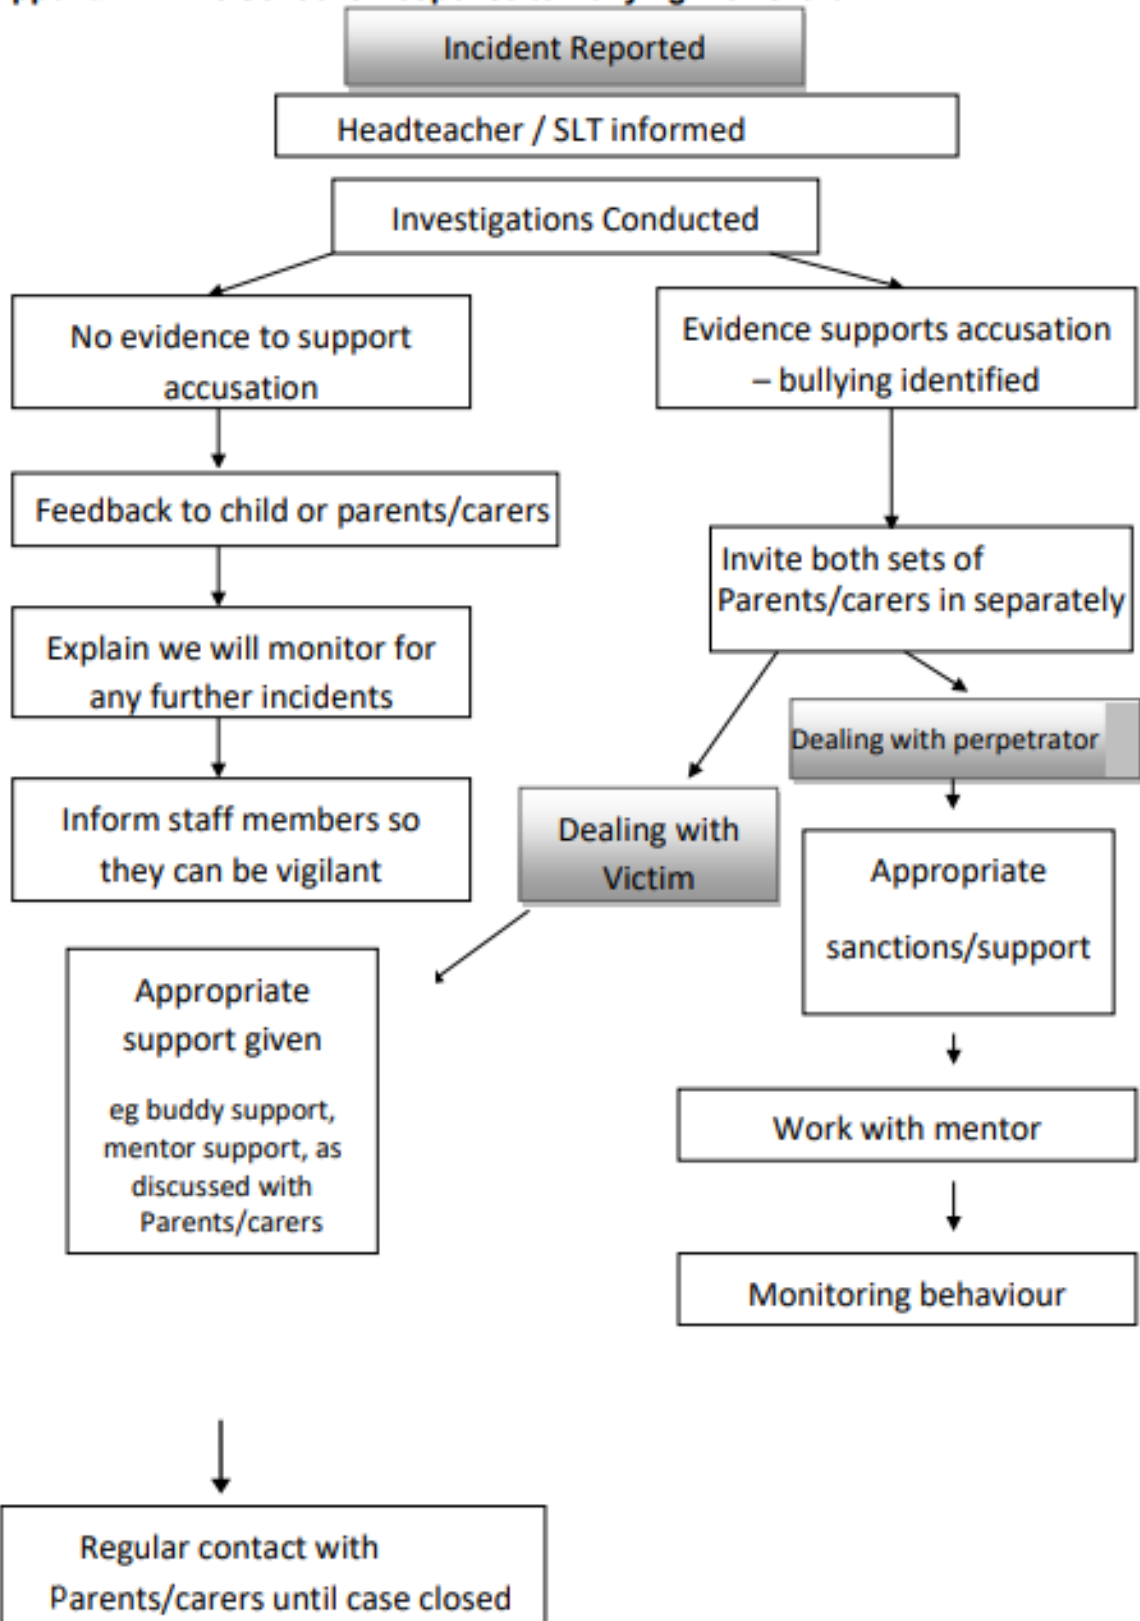 Incident Reported
Headteacher / SLT informed
Investigations Conducted
No evidence to support
accusation
Evidence supports accusation
– bullying identified
Feedback to child or parents/carers
Invite both sets of
Parents/carers in separately
Explain we will monitor for
any further incidents
Dealing with perpetrator
Inform staff members so
they can be vigilant
Dealing with
Victim
Appropriate
sanctions/support
Appropriate
support given
eg buddy support,
mentor support, as
discussed with
Parents/carers
Work with mentor
Monitoring behaviour
Regular contact with
Parents/carers until case closed